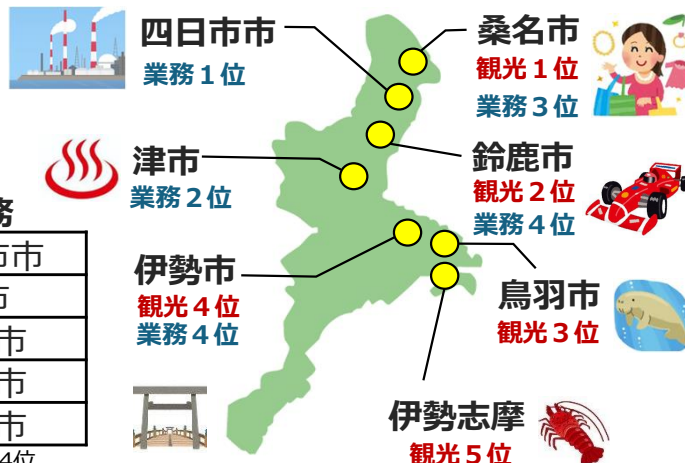 四日市市
業務１位
桑名市
観光１位
業務３位
津市
業務２位
鈴鹿市
観光２位
業務４位
務
市市
市
市
市
市
4位
伊勢市
観光４位
業務４位
鳥羽市
観光３位
伊勢志摩
観光５位